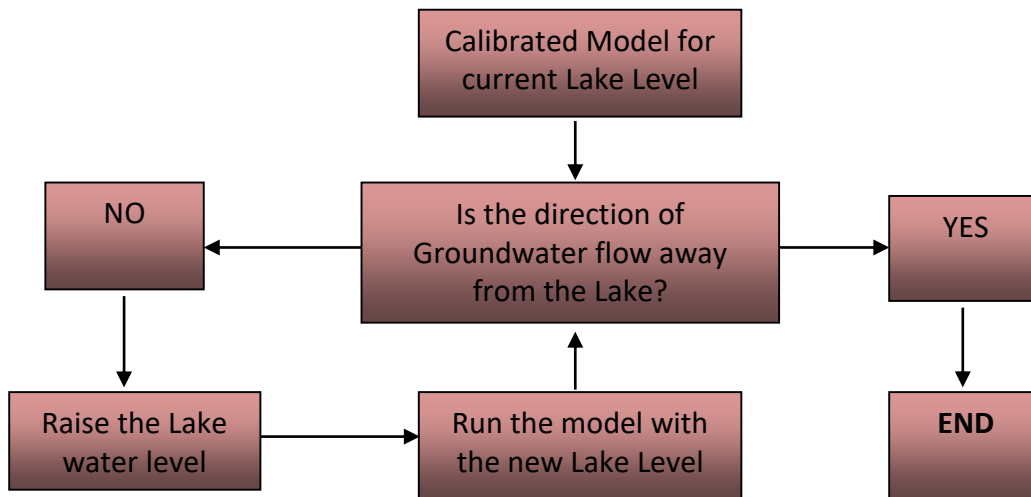 Calibrated Model for
current Lake Level
NO
Is the direction of
Groundwater flow away
from the Lake?
YES
Raise the Lake
water level
Run the model with
the new Lake Level
END